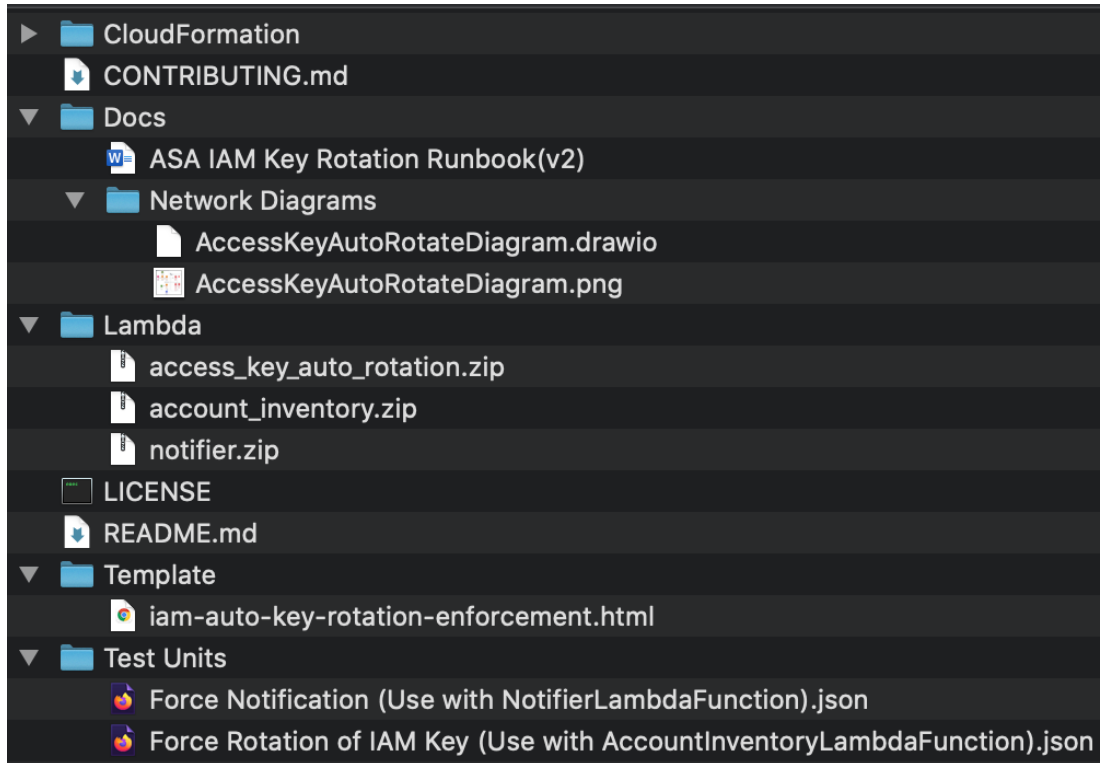 CloudFormation
CONTRIBUTING.md
Docs
ASA IAM Key Rotation Runbook(v2)
Network Diagrams
AccessKeyAutoRotateDiagram.drawio
AccessKeyAutoRotateDiagram.png
Lambda
access_key_auto_rotation.zip
account_inventory.zip
notifier.zip
LICENSE
README.md
Template
iam-auto-key-rotation-enforcement.html
Test Units
Force Notification (Use with NotifierLambdaFunction).json
Force Rotation of IAM Key (Use with AccountInventoryLambdaFunction).json